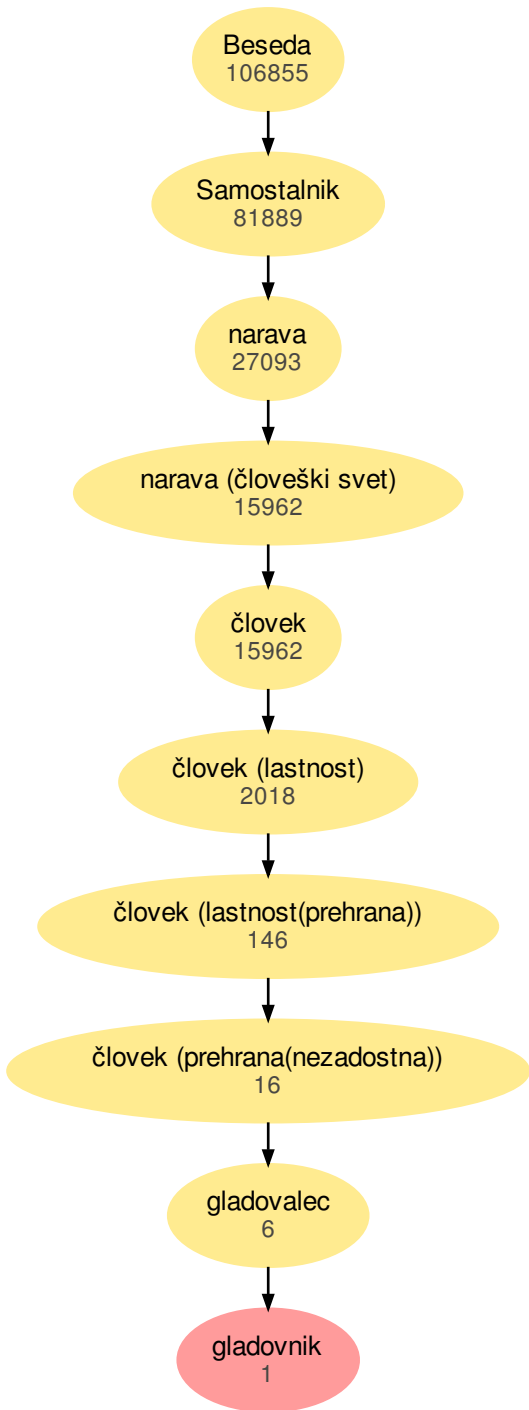 Beseda
106855
Samostalnik
81889
narava
27093
narava (človeški svet)
15962
človek
15962
človek (lastnost)
2018
človek (lastnost(prehrana))
146
človek (prehrana(nezadostna))
16
gladovalec
6
gladovnik
1